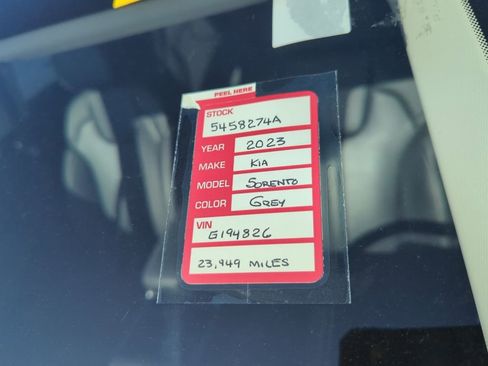 PEEL HERE
STOCK
5458274A
YEAR 2023
MAKE KIA
MODEL SORENTO
COLOR GREY
VIN
G194826
23,949 MILES